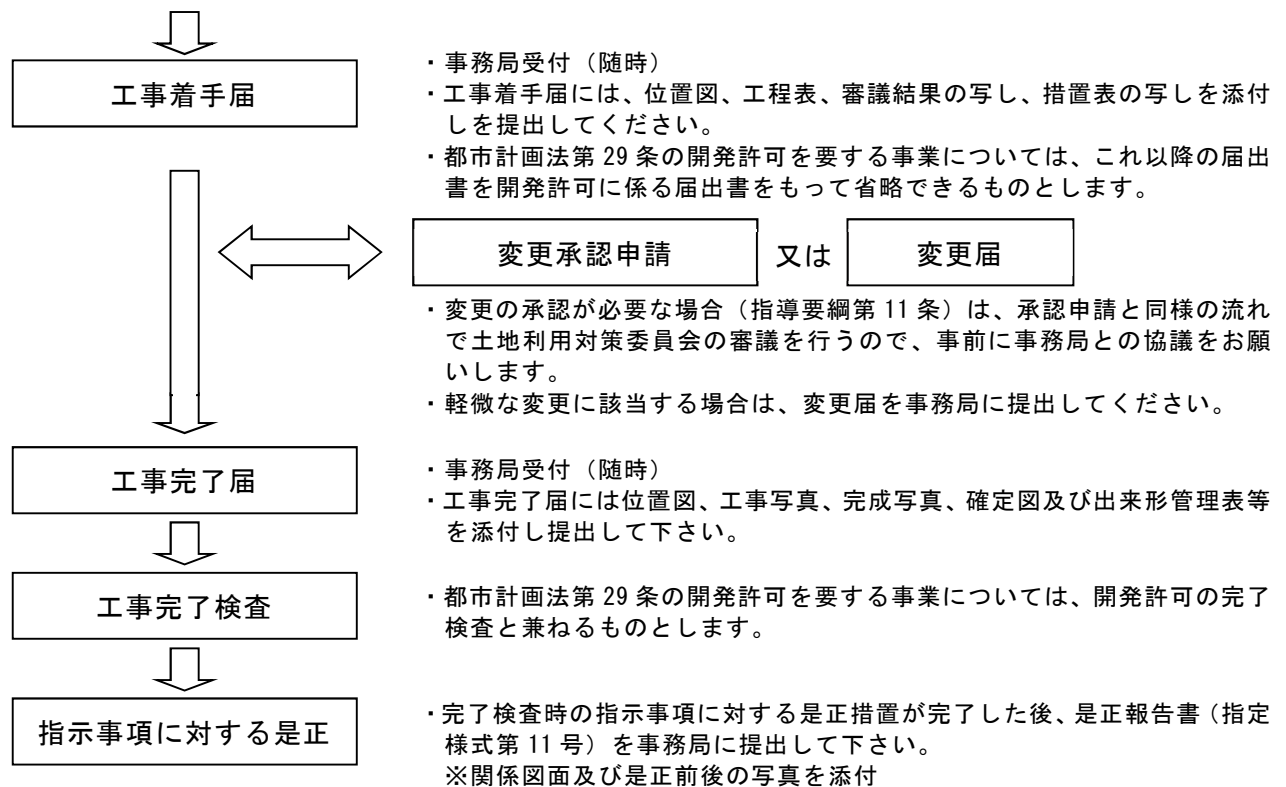 工事着手届
・事務局受付（随時）
・工事着手届には、位置図、工程表、審議結果の写し、措置表の写しを添付
しを提出してください。
・都市計画法第 29 条の開発許可を要する事業については、これ以降の届出
書を開発許可に係る届出書をもって省略できるものとします。
変更承認申請 又は 変更届
・変更の承認が必要な場合（指導要綱第 11 条）は、承認申請と同様の流れ
で土地利用対策委員会の審議を行うので、事前に事務局との協議をお願
いします。
・軽微な変更に該当する場合は、変更届を事務局に提出してください。
工事完了届
・事務局受付（随時）
・工事完了届には位置図、工事写真、完成写真、確定図及び出来形管理表等
を添付し提出して下さい。
工事完了検査
・都市計画法第 29 条の開発許可を要する事業については、開発許可の完了
検査と兼ねるものとします。
指示事項に対する是正
・完了検査時の指示事項に対する是正措置が完了した後、是正報告書（指定
様式第 11 号）を事務局に提出して下さい。
※関係図面及び是正前後の写真を添付